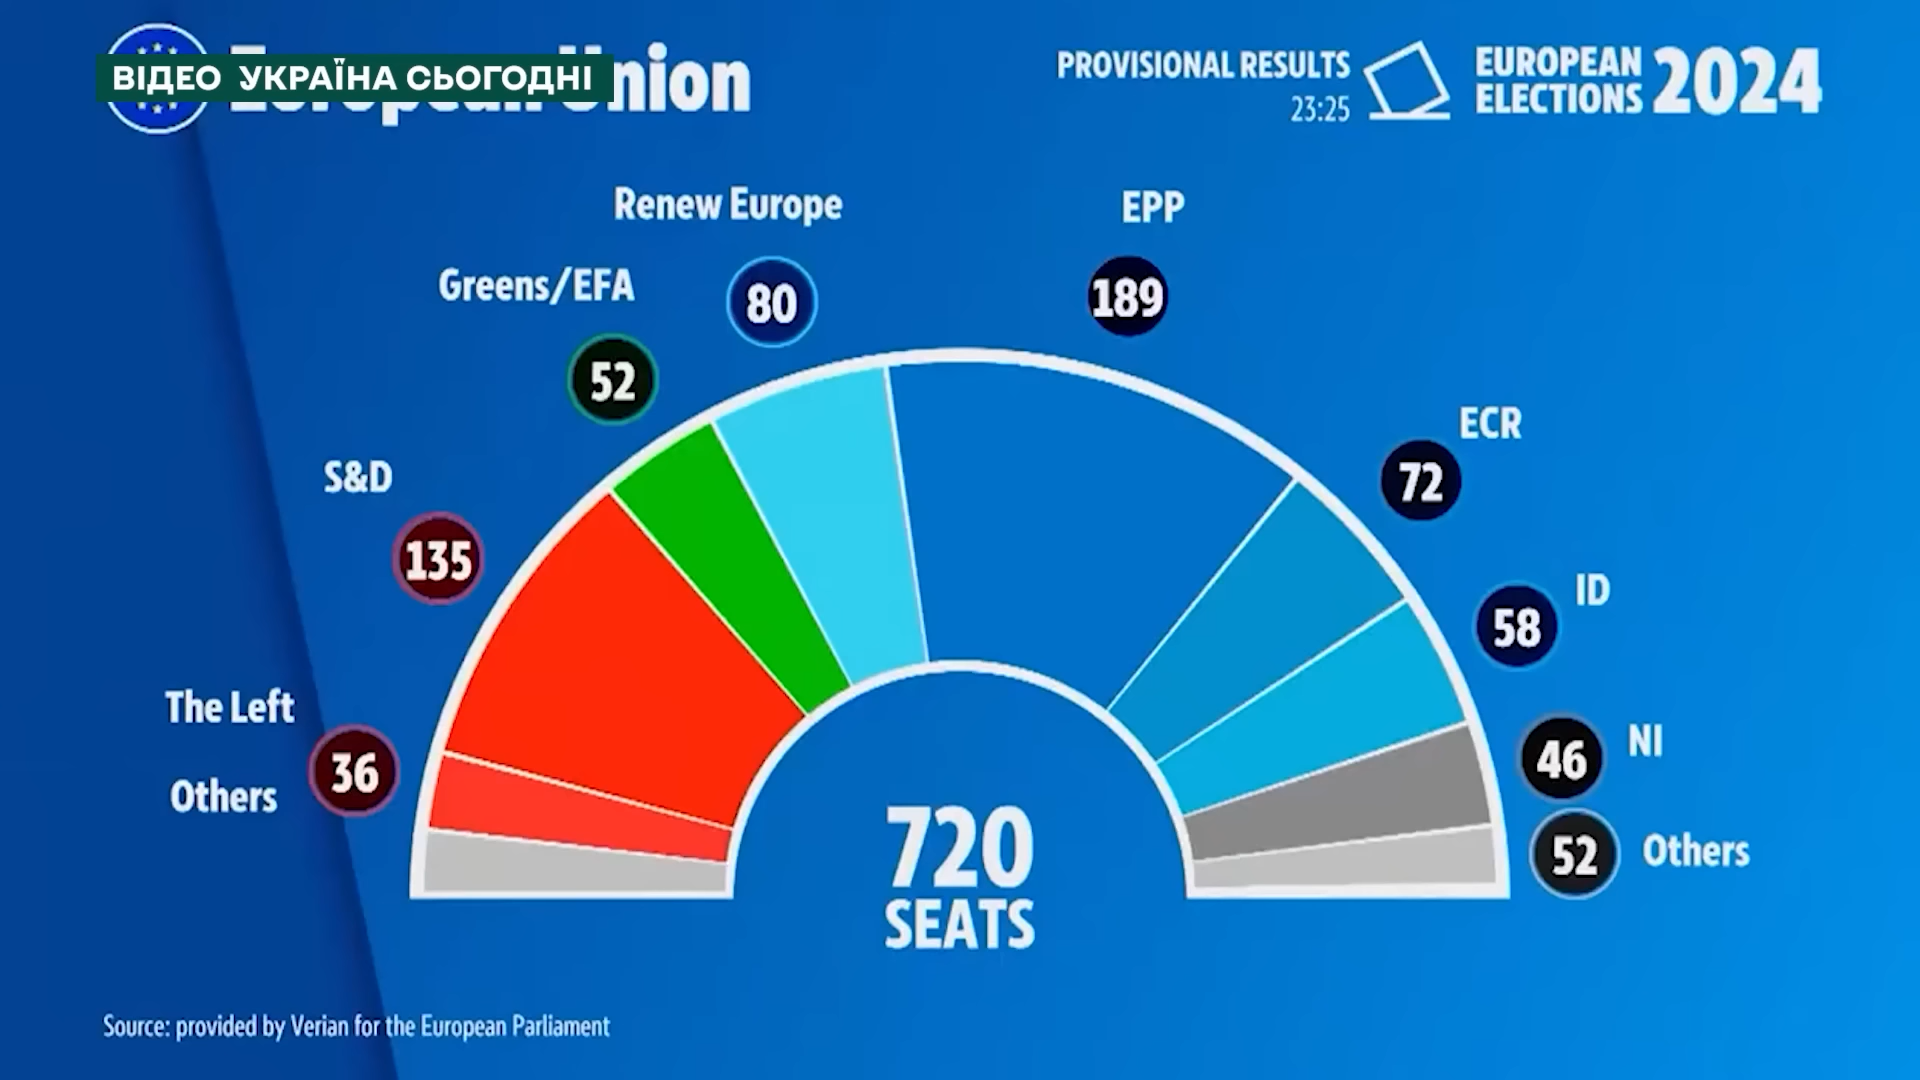 ВІДЕО УКРАЇНА СЬОГОДНІ
European Union
PROVISIONAL RESULTS
23:25
EUROPEAN
ELECTIONS
2024
Renew Europe
80
EPP
189
Greens/EFA
52
ECR
72
S&D
135
ID
58
The Left
36
Others
NI
46
52
Others
720
SEATS
Source: provided by Verian for the European Parliament